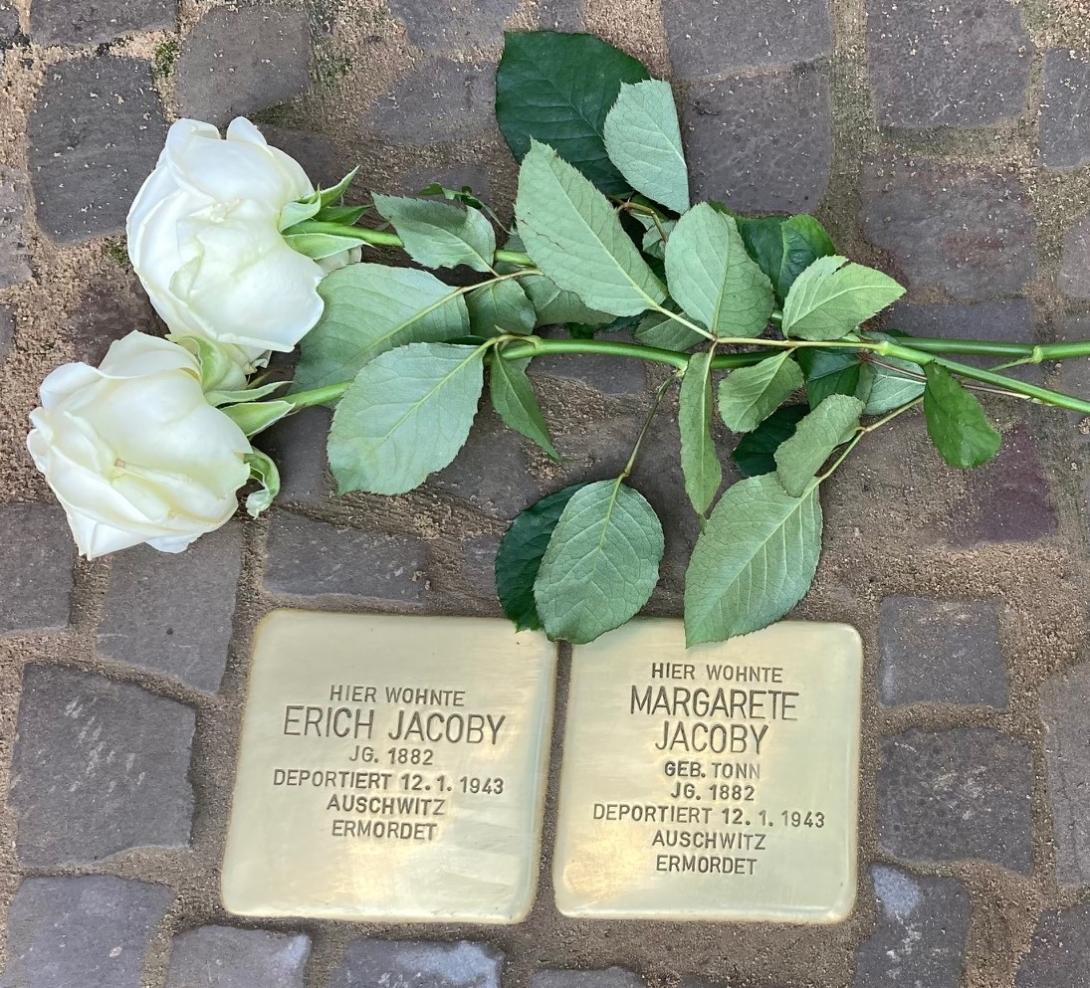 HIER WOHNTE
ERICH JACOBY
JG. 1882
DEPORTIERT 12.1.1943
AUSCHWITZ
ERMORDET
HIER WOHNTE
MARGARETE
JACOBY
GEB. TONN
JG. 1882
DEPORTIERT 12.1.1943
AUSCHWITZ
ERMORDET